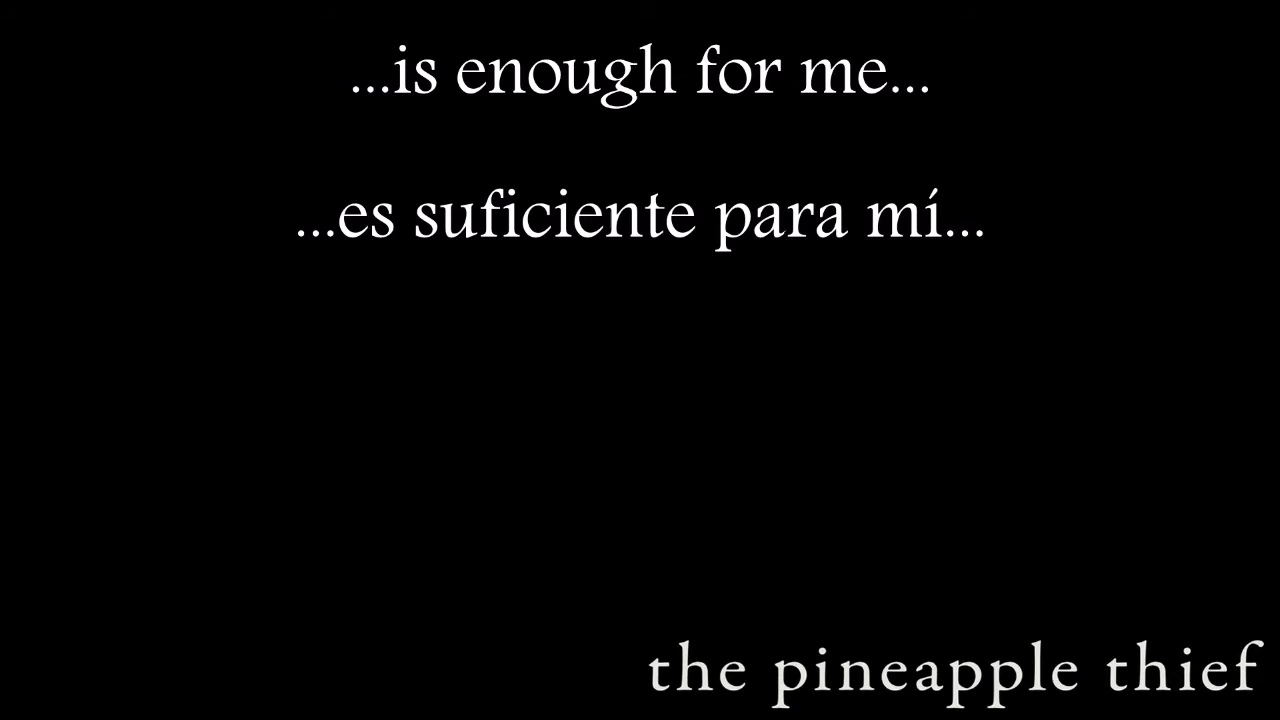 ...is enough for me...
...es suficiente para mí...
the pineapple thief